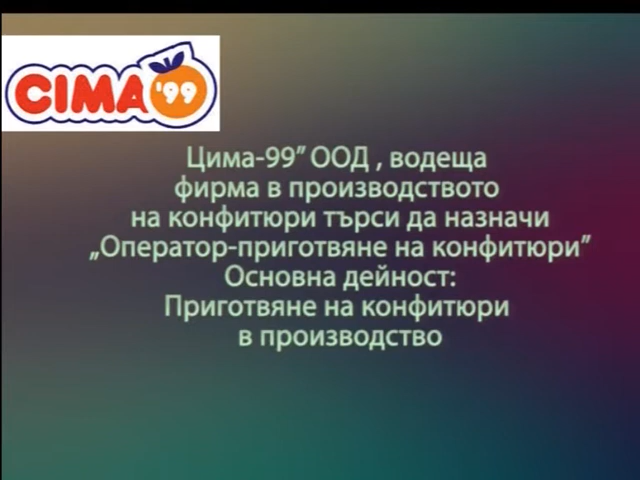 CIMA '99
Цима-99” ООД , водеща
фирма в производството
на конфитюри търси да назначи
„Оператор-приготвяне на конфитюри”
Основна дейност:
Приготвяне на конфитюри
в производство